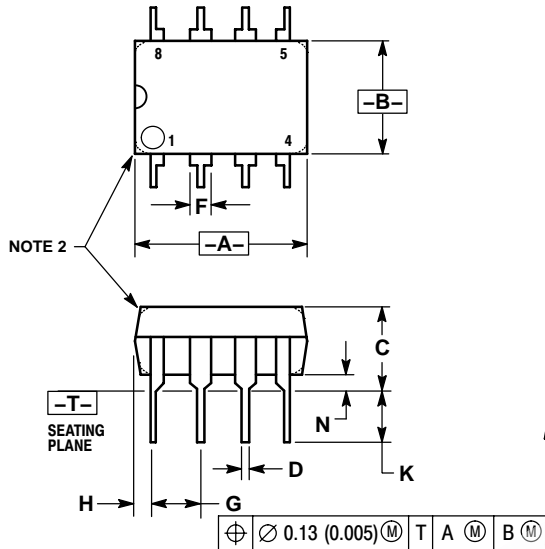 8 5
–B–
1 4
F
NOTE 2
–A–
C
N
–T–
SEATING
PLANE
D
K
H G
⌖ ∅ 0.13 (0.005) Ⓜ T A Ⓜ B Ⓜ